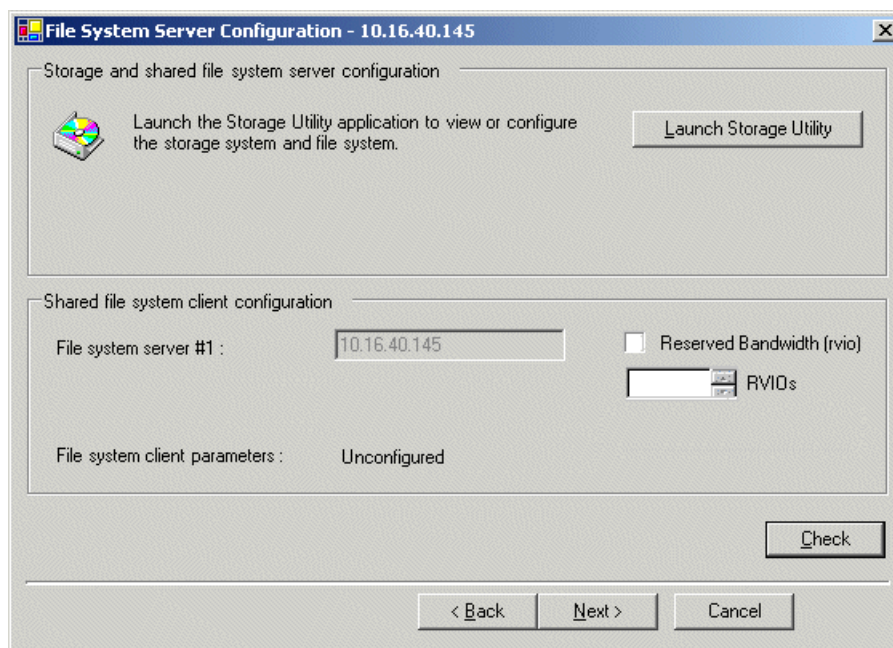 File System Server Configuration - 10.16.40.145
Storage and shared file system server configuration
Launch the Storage Utility application to view or configure
the storage system and file system.
Launch Storage Utility
Shared file system client configuration
File system server #1 :
10.16.40.145
Reserved Bandwidth (rvio)
RVIOs
File system client parameters :
Unconfigured
Check
< Back
Next >
Cancel